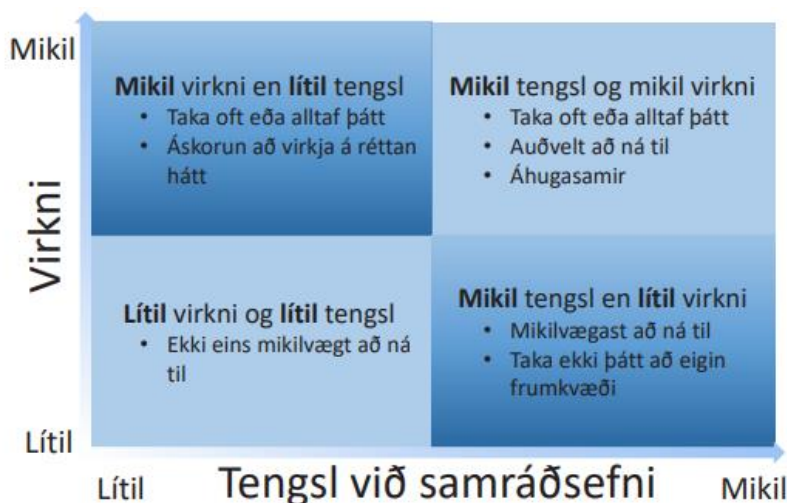 Mikil
Mikil virkni en lítil tengsl
• Taka oft eða alltaf þátt
• Áskorun að virkja á réttan
hátt
Mikil tengsl og mikil virkni
• Taka oft eða alltaf þátt
• Auðvelt að ná til
• Áhugasamir
Virkni
Lítil virkni og lítil tengsl
• Ekki eins mikilvægt að ná
til
Mikil tengsl en lítil virkni
• Mikilvægast að ná til
• Taka ekki þátt að eigin
frumkvæði
Lítil
Lítil
Tengsl við samráðsefni
Mikil